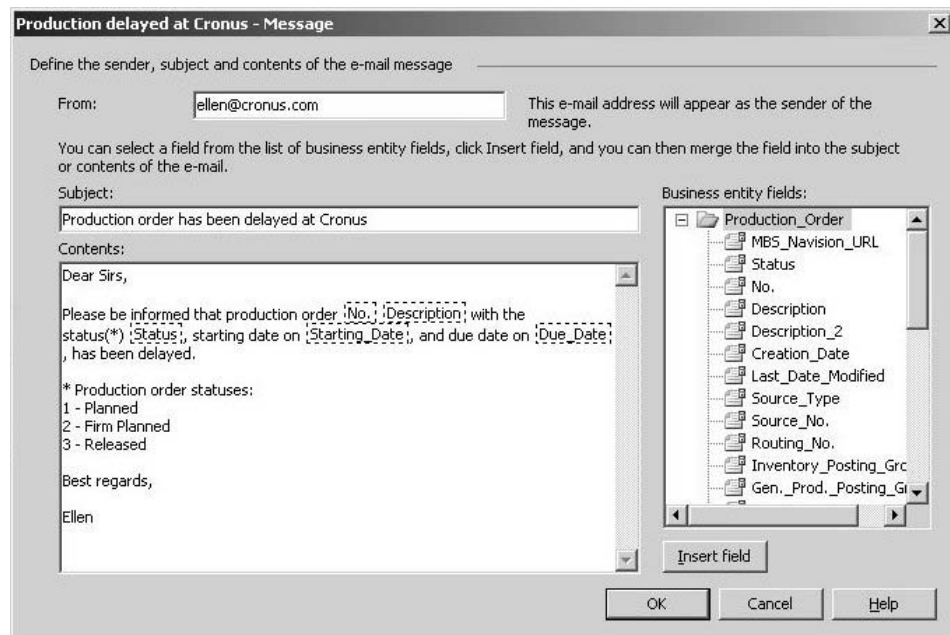 Production delayed at Cronus - Message
Define the sender, subject and contents of the e-mail message
From:
ellen@cronus.com
This e-mail address will appear as the sender of the
message.
You can select a field from the list of business entity fields, click Insert field, and you can then merge the field into the subject
or contents of the e-mail.
Subject:
Production order has been delayed at Cronus
Contents:
Dear Sirs,
Please be informed that production order No. Description with the
status(*) Status, starting date on Starting_Date, and due date on Due_Date
, has been delayed.
* Production order statuses:
1 - Planned
2 - Firm Planned
3 - Released
Best regards,
Ellen
Business entity fields:
Production_Order
MBS_Navision_URL
Status
No.
Description
Description_2
Creation_Date
Last_Date_Modified
Source_Type
Source_No.
Routing_No.
Inventory_Posting_Grc
Gen._Prod._Posting_Gr
Insert field
OK
Cancel
Help